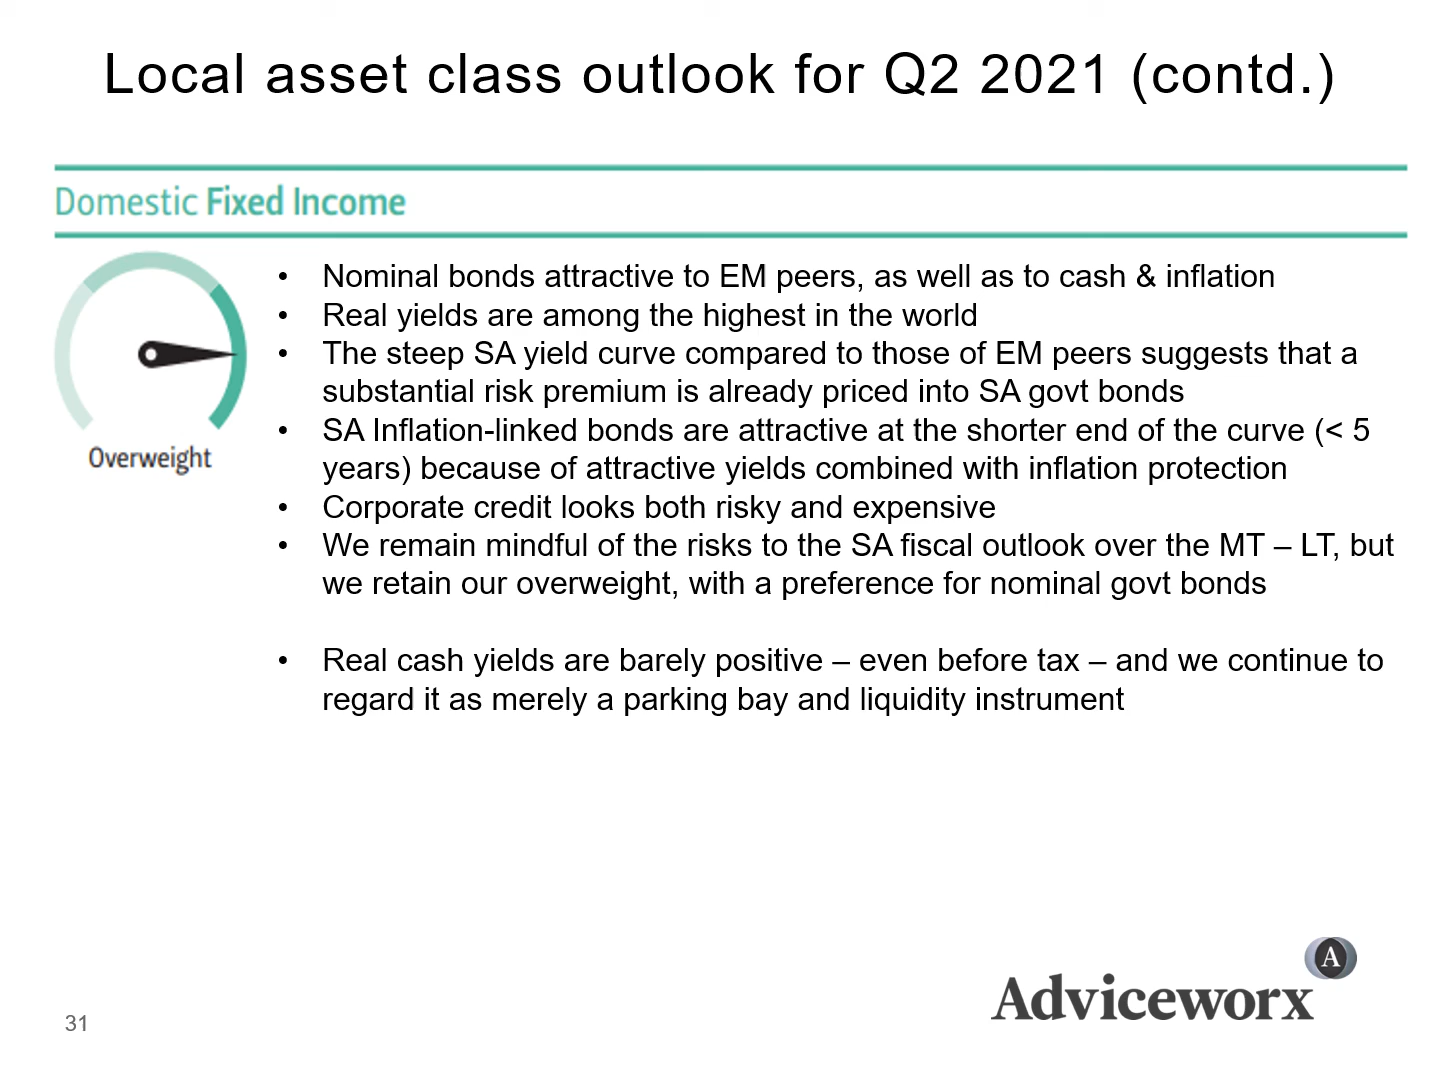 Local asset class outlook for Q2 2021 (contd.)
Domestic Fixed Income
Overweight
• Nominal bonds attractive to EM peers, as well as to cash & inflation
• Real yields are among the highest in the world
• The steep SA yield curve compared to those of EM peers suggests that a
substantial risk premium is already priced into SA govt bonds
• SA Inflation-linked bonds are attractive at the shorter end of the curve (< 5
years) because of attractive yields combined with inflation protection
• Corporate credit looks both risky and expensive
• We remain mindful of the risks to the SA fiscal outlook over the MT – LT, but
we retain our overweight, with a preference for nominal govt bonds
• Real cash yields are barely positive – even before tax – and we continue to
regard it as merely a parking bay and liquidity instrument
A
Adviceworx
31